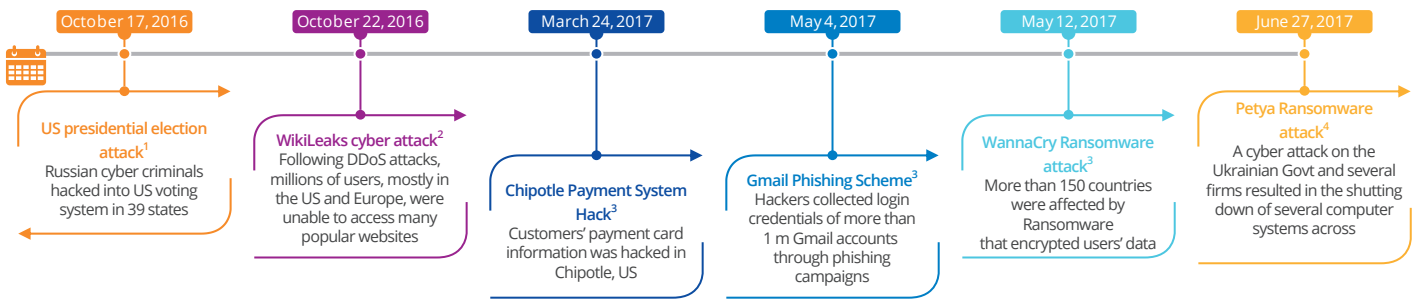 October 17, 2016
US presidential election
attack1
Russian cyber criminals
hacked into US voting
system in 39 states
October 22, 2016
WikiLeaks cyber attack2
Following DDoS attacks,
millions of users, mostly in
the US and Europe, were
unable to access many
popular websites
March 24, 2017
Chipotle Payment System
Hack3
Customers’ payment card
information was hacked in
Chipotle, US
May 4, 2017
Gmail Phishing Scheme3
Hackers collected login
credentials of more than
1 m Gmail accounts
through phishing
campaigns
May 12, 2017
WannaCry Ransomware
attack3
More than 150 countries
were affected by
Ransomware
that encrypted users’ data
June 27, 2017
Petya Ransomware
attack4
A cyber attack on the
Ukrainian Govt and several
firms resulted in the shutting
down of several computer
systems across